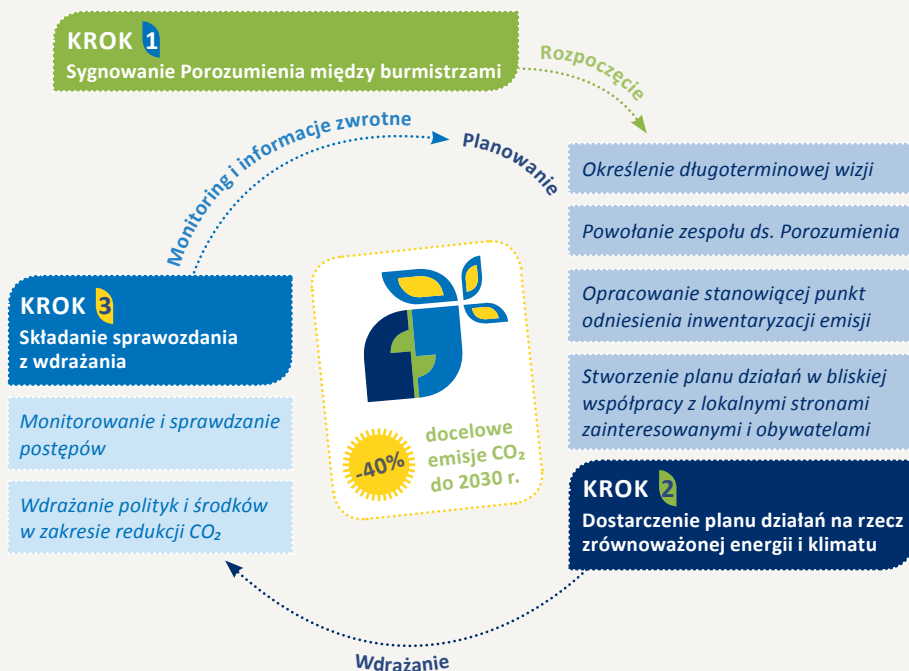 KROK 1
Sygnowanie Porozumienia między burmistrzami
Rozpoczęcie
Monitoring i informacje zwrotne
Planowanie
Określenie długoterminowej wizji
Powołanie zespołu ds. Porozumienia
Opracowanie stanowiącej punkt
odniesienia inwentaryzacji emisji
Stworzenie planu działań w bliskiej
współpracy z lokalnymi stronami
zainteresowanymi i obywatelami
KROK 2
Dostarczenie planu działań na rzecz
zrównoważonej energii i klimatu
Wdrażanie
KROK 3
Składanie sprawozdania
z wdrażania
Monitorowanie i sprawdzanie
postępów
Wdrażanie polityk i środków
w zakresie redukcji CO₂
-40%
docelowe
emisje CO₂
do 2030 r.